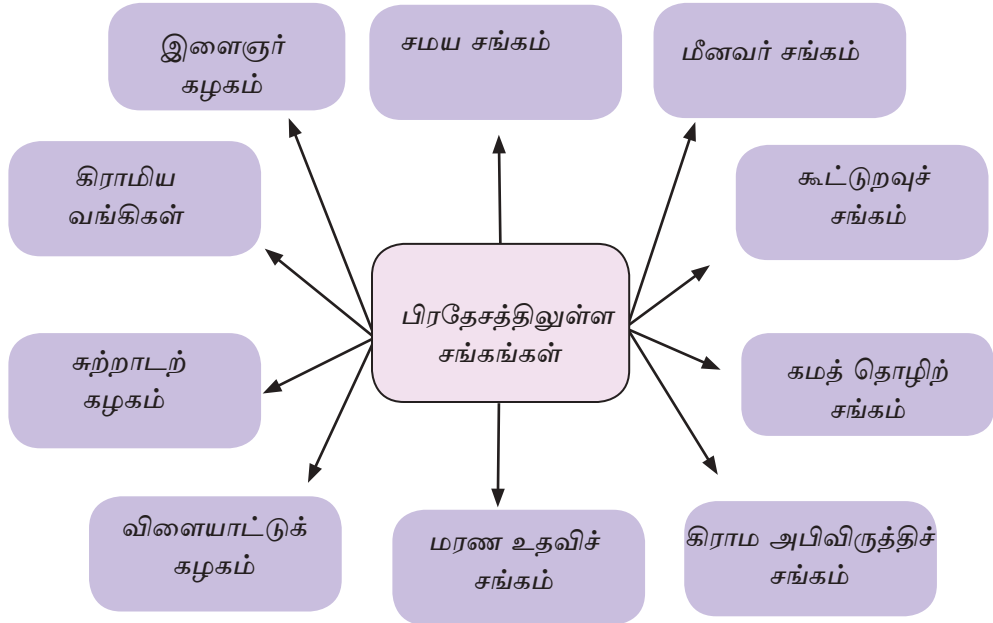 இளைஞர்
கழகம்
சமய சங்கம்
மீனவர் சங்கம்
கிராமிய
வங்கிகள்
கூட்டுறவுச்
சங்கம்
பிரதேசத்திலுள்ள
சங்கங்கள்
சுற்றாடற்
கழகம்
கமத் தொழிற்
சங்கம்
விளையாட்டுக்
கழகம்
மரண உதவிச்
சங்கம்
கிராம அபிவிருத்திச்
சங்கம்